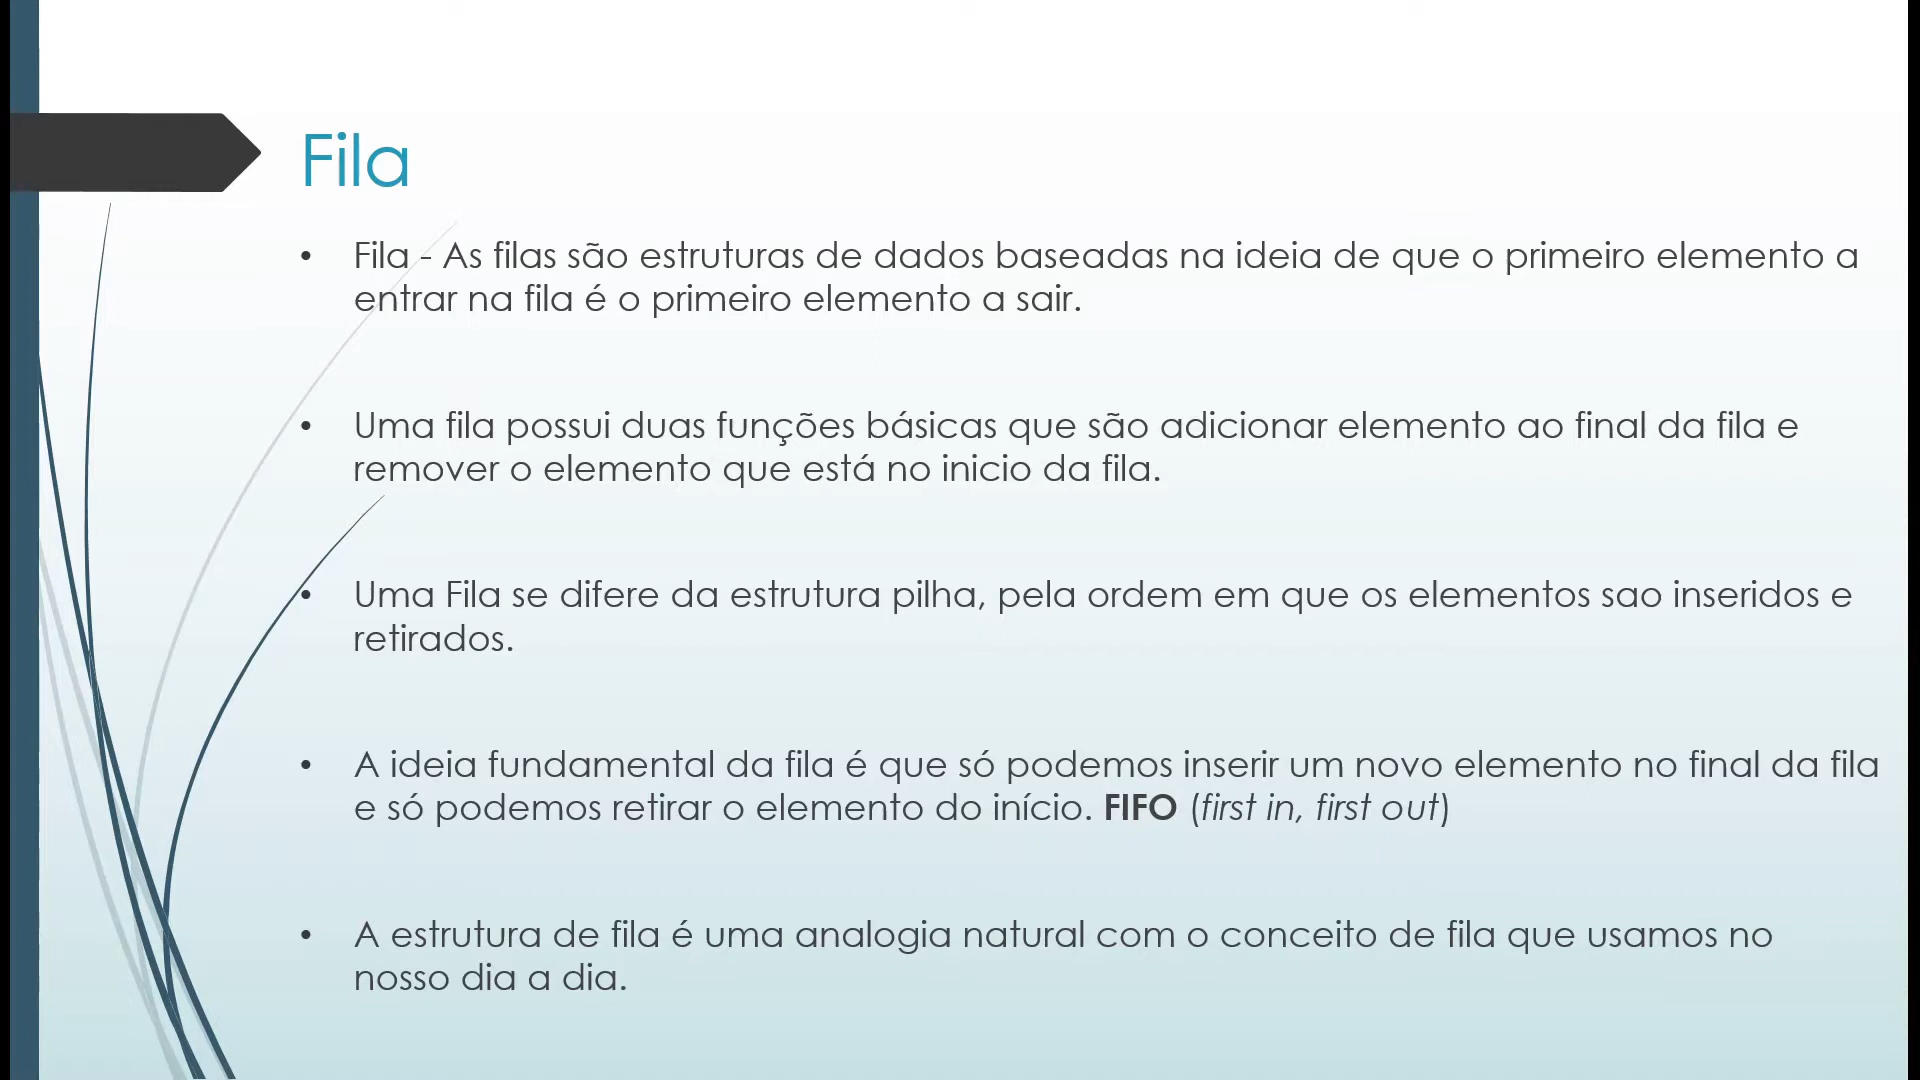 Fila
• Fila - As filas são estruturas de dados baseadas na ideia de que o primeiro elemento a
entrar na fila é o primeiro elemento a sair.
• Uma fila possui duas funções básicas que são adicionar elemento ao final da fila e
remover o elemento que está no inicio da fila.
• Uma Fila se difere da estrutura pilha, pela ordem em que os elementos sao inseridos e
retirados.
• A ideia fundamental da fila é que só podemos inserir um novo elemento no final da fila
e só podemos retirar o elemento do início. FIFO (first in, first out)
• A estrutura de fila é uma analogia natural com o conceito de fila que usamos no
nosso dia a dia.